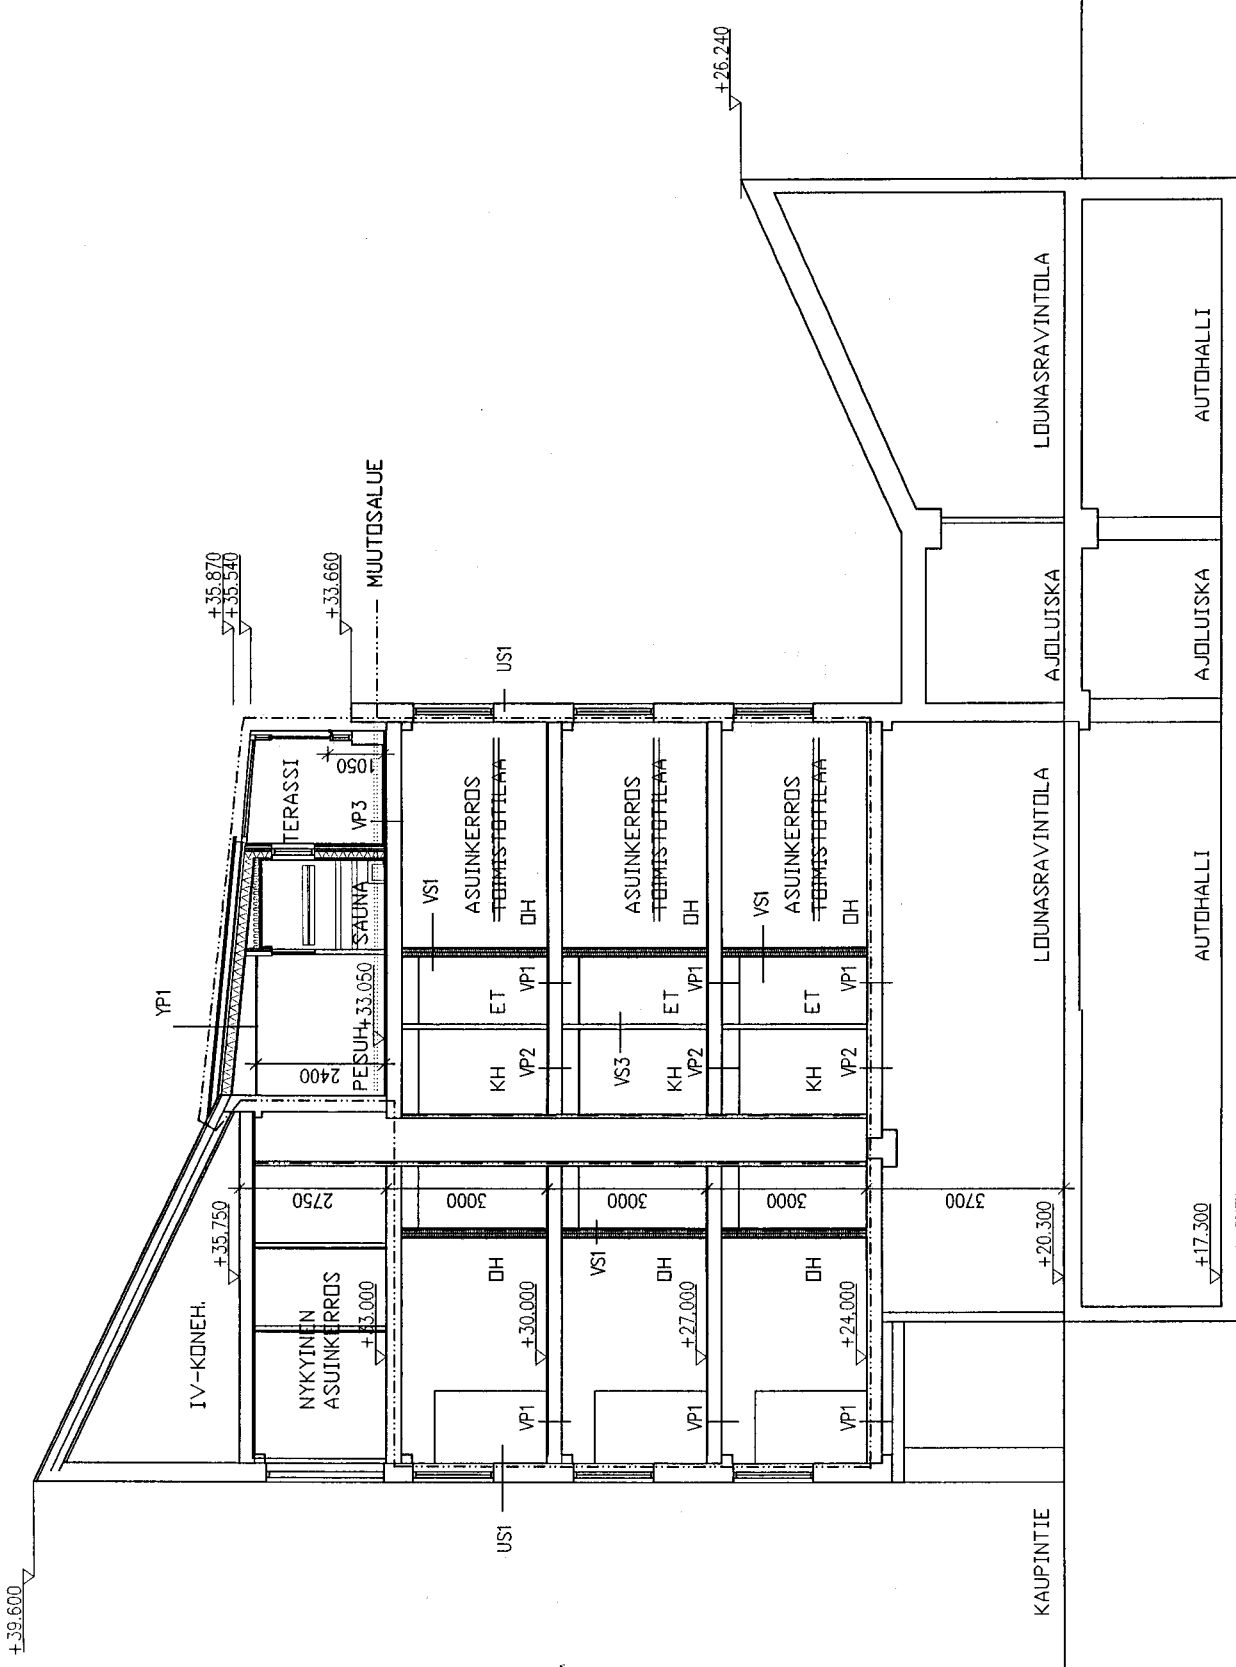 +39.600
+26.240
+35.870
+35.540
+33.660
MUUTOSALUE
YP1
IV-KONEH.
+35.750
2750
NYKYINEN
ASUINKERROS
+33.000
2400
PESUH.
+33.050
SAUNA
TERASSI
VP3
1050
US1
US1
3000
OH
+30.000
VP1
KH
VP2
ET
VP1
VS1
ASUINKERROS
TOIMISTOTILAA
OH
3000
VS1
OH
+27.000
VP1
VS3
KH
VP2
ET
VP1
ASUINKERROS
TOIMISTOTILAA
OH
3000
OH
+24.000
VP1
KH
VP2
ET
VP1
VS1
ASUINKERROS
TOIMISTOTILAA
OH
3700
KAUPINTIE
+20.300
LOUNASRAVINTOLA
AJOLUISKA
LOUNASRAVINTOLA
+17.300
AUTOHALLI
AJOLUISKA
AUTOHALLI